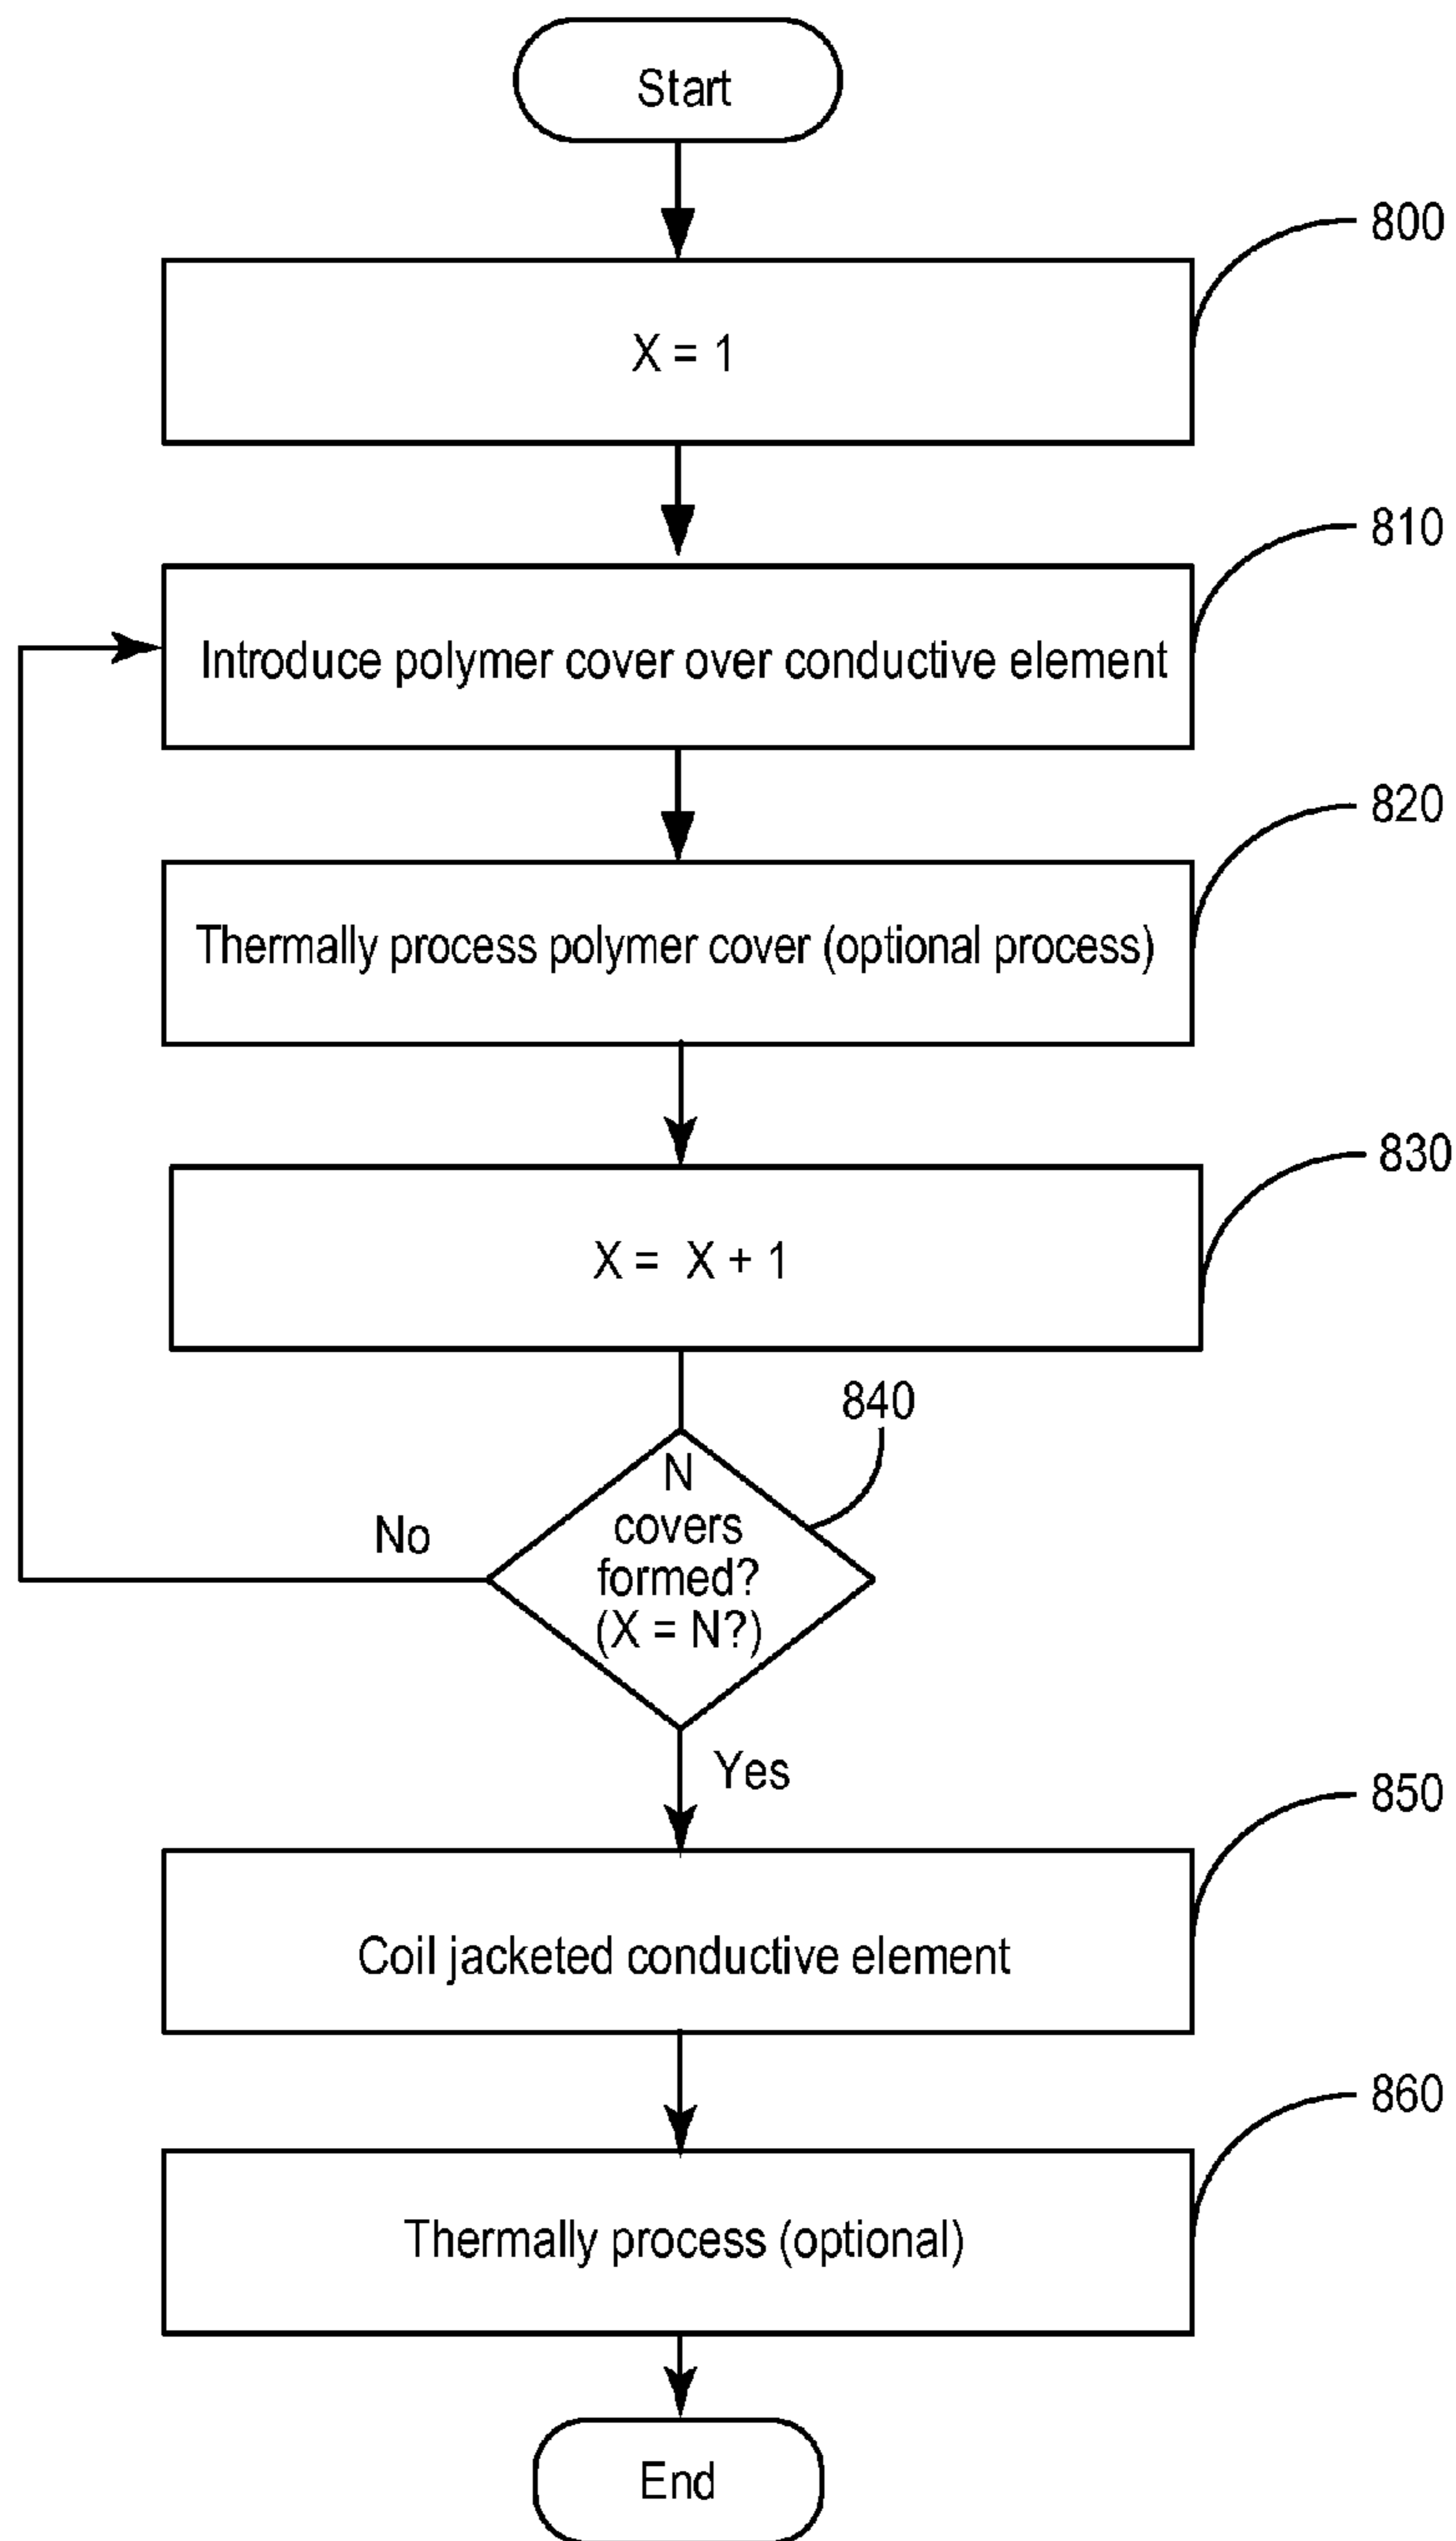 Start
800
X = 1
810
Introduce polymer cover over conductive element
820
Thermally process polymer cover (optional process)
830
X = X + 1
840
N
covers
formed?
(X = N?)
No
Yes
850
Coil jacketed conductive element
860
Thermally process (optional)
End